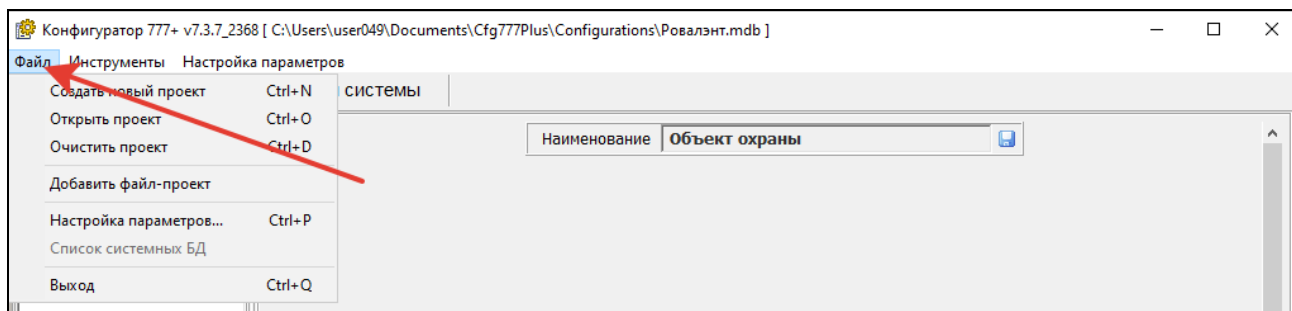 Конфигуратор 777+ v7.3.7_2368 [ C:\Users\user049\Documents\Cfg777Plus\Configurations\Ровалэнт.mdb ]
Файл Инструменты Настройка параметров
Создать новый проект Ctrl+N системы
Открыть проект Ctrl+O
Наименование Объект охраны
Очистить проект Ctrl+D
Добавить файл-проект
Настройка параметров... Ctrl+P
Список системных БД
Выход Ctrl+Q